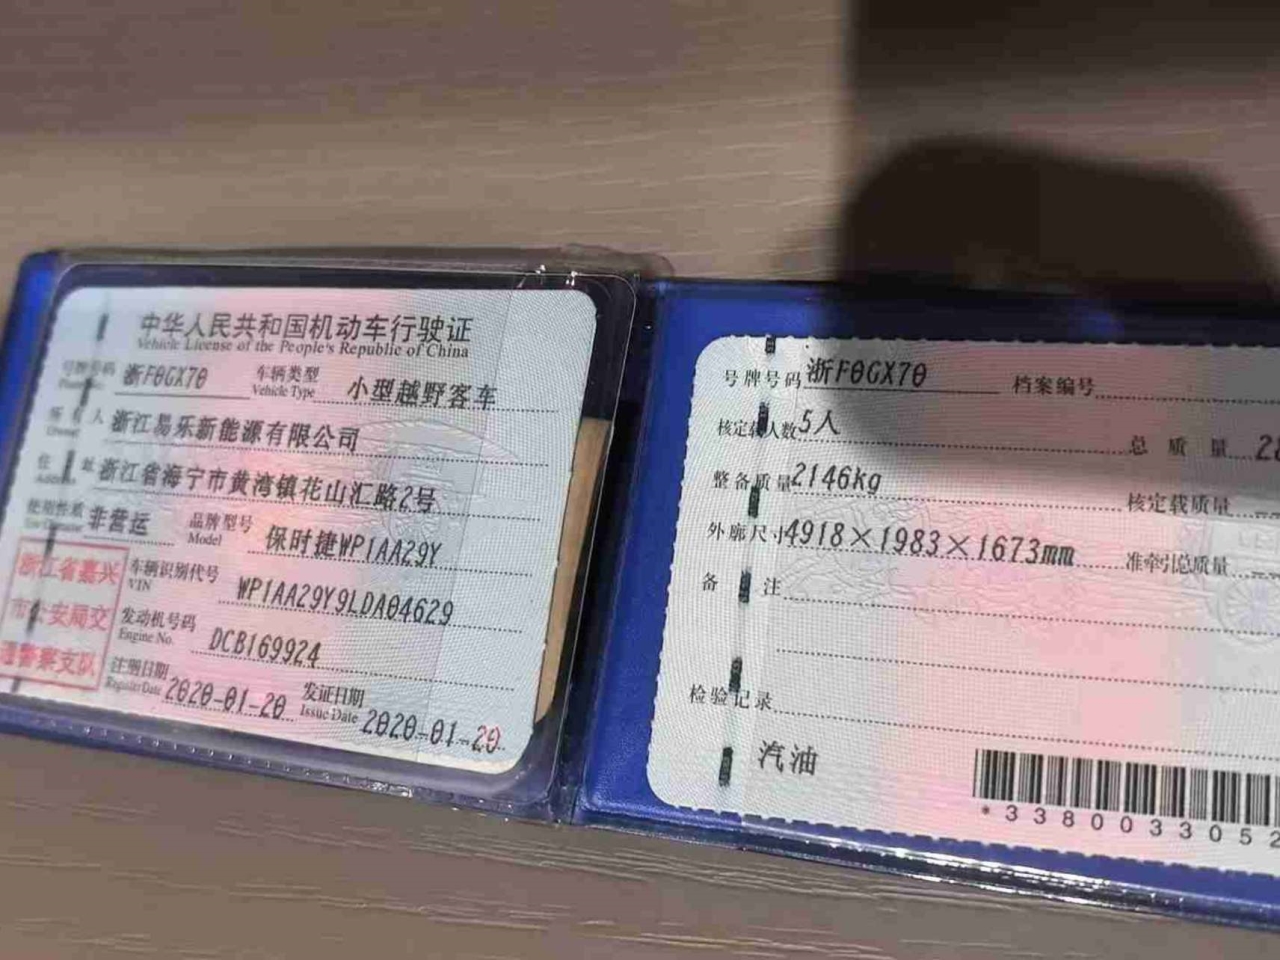 中华人民共和国机动车行驶证
Vehicle License of the People's Republic of China
号牌号码 浙F0GX70 车辆类型 Vehicle Type 小型越野客车
所有人 Owner 浙江易乐新能源有限公司
住址 Address 浙江省海宁市黄湾镇花山汇路2号
使用性质 Use Character 非营运 品牌型号 Model 保时捷WP1AA29Y
车辆识别代号 VIN WP1AA29Y9LDA04629
发动机号码 Engine No. DCB169924
注册日期 Register Date 2020-01-20 发证日期 Issue Date 2020-01-20
浙江省嘉兴
市公安局交
通警察支队
号牌号码 浙F0GX70 档案编号
核定载人数 5人 总质量
整备质量 2146kg 核定载质量
外廓尺寸 4918×1983×1673mm 准牵引总质量
备注
检验记录
汽油
*3380033052